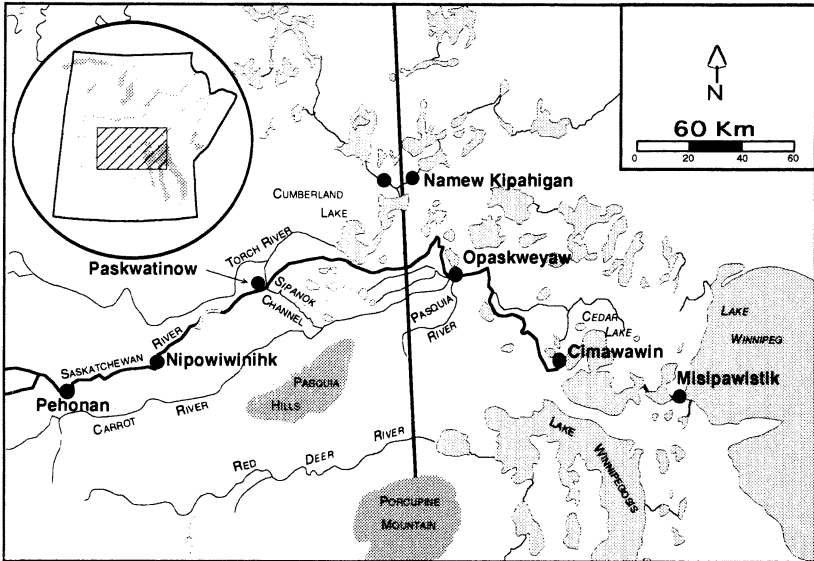 N
60 Km
0 20 40 60
Namew Kipahigan
CUMBERLAND
LAKE
TORCH RIVER
Paskwatinow
Opaskweyaw
SIPANOK
CHANNEL
PASQUIA
RIVER
CEDAR
LAKE
LAKE
WINNIPEG
SASKATCHEWAN RIVER
Nipowiwinihk
Cimawawin
Misipawistik
Pehonan
PASQUIA
HILLS
CARROT RIVER
LAKE WINNIPEGOSIS
RED DEER RIVER
PORCUPINE
MOUNTAIN